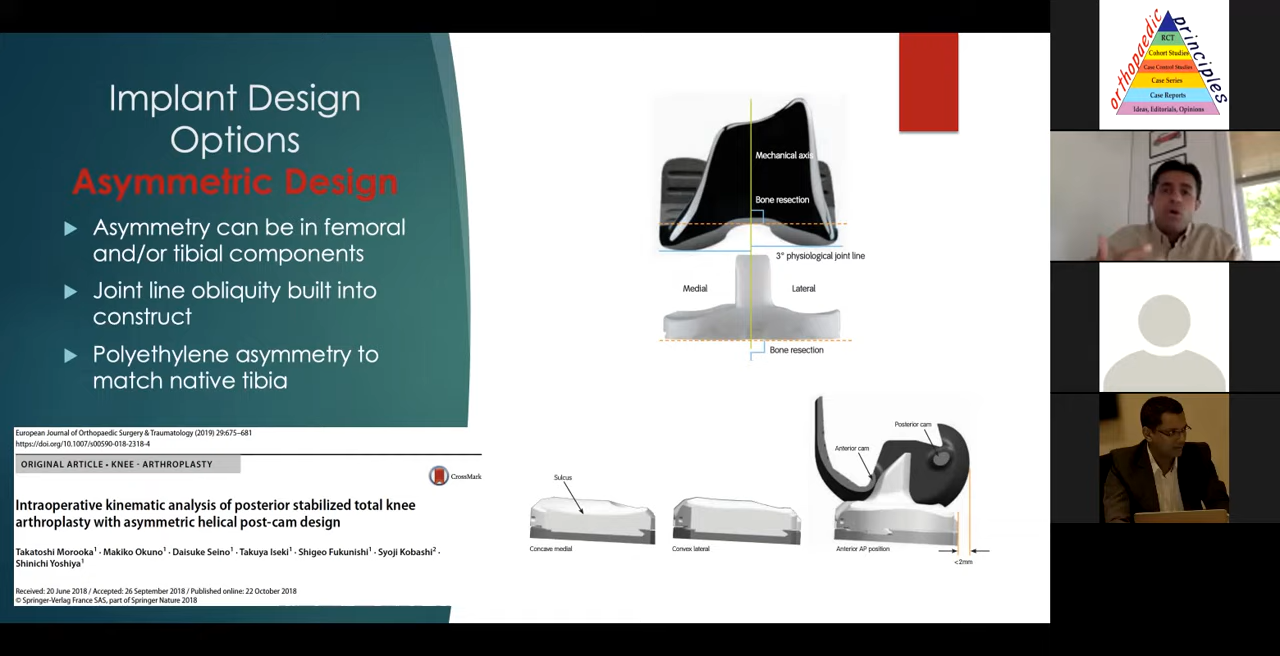 Implant Design
Options
Asymmetric Design
Asymmetry can be in femoral
and/or tibial components
Joint line obliquity built into
construct
Polyethylene asymmetry to
match native tibia
European Journal of Orthopaedic Surgery & Traumatology (2019) 29:675–681
https://doi.org/10.1007/s00590-018-2318-4
ORIGINAL ARTICLE • KNEE - ARTHROPLASTY
CrossMark
Intraoperative kinematic analysis of posterior stabilized total knee
arthroplasty with asymmetric helical post-cam design
Takatoshi Morooka1 · Makiko Okuno1 · Daisuke Seino1 · Takuya Iseki1 · Shigeo Fukunishi1 · Syoji Kobashi2 ·
Shinichi Yoshiya1
Received: 20 June 2018 / Accepted: 26 September 2018 / Published online: 22 October 2018
© Springer-Verlag France SAS, part of Springer Nature 2018
Mechanical axis
Bone resection
3° physiological joint line
Medial
Lateral
Bone resection
Sulcus
Concave medial
Convex lateral
Posterior cam
Anterior cam
Anterior AP position
<2mm
orthopaedic
principles
RCT
Cohort Studies
Case Control Studies
Case Series
Case Reports
Ideas, Editorials, Opinions